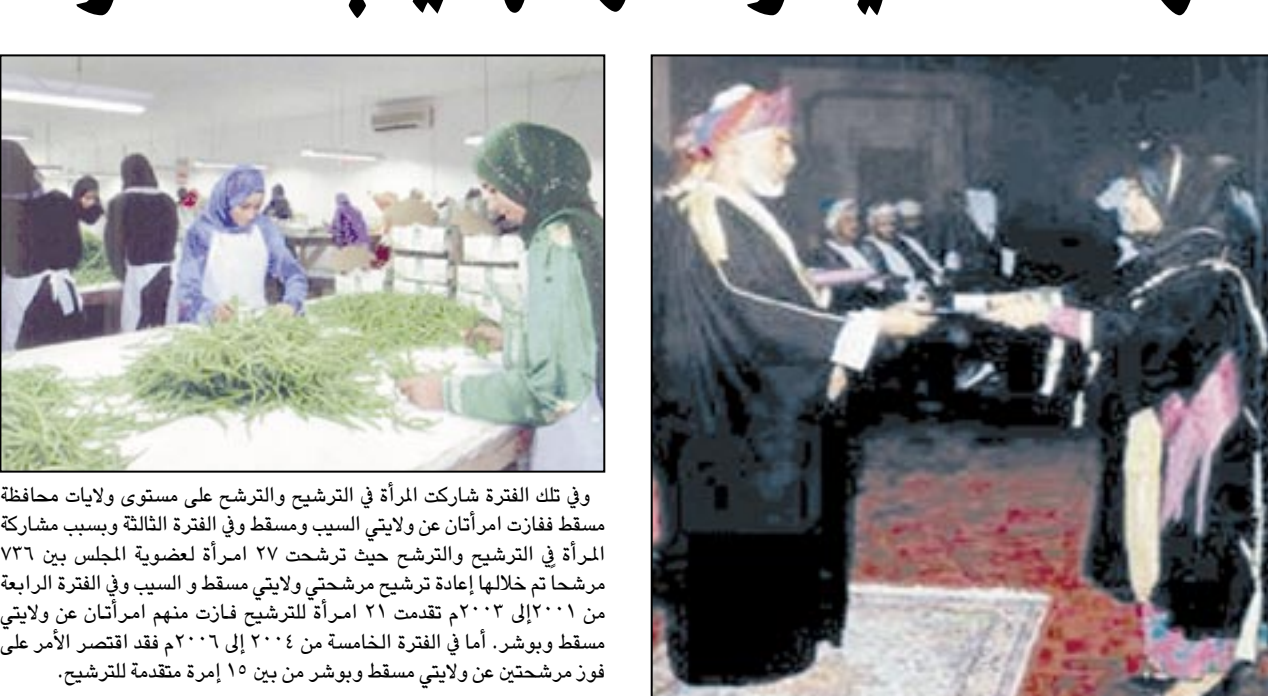 وفي تلك الفترة شاركت المرأة في الترشيح والترشح على مستوى ولايات محافظة
مسقط ففازت امرأتان عن ولايتي السيب ومسقط وفي الفترة الثالثة وبسبب مشاركة
المرأة في الترشيح والترشح حيث ترشحت ٢٧ امرأة لعضوية المجلس بين ٧٣٦
مرشحا تم خلالها إعادة ترشيح مرشحتي ولايتي مسقط و السيب وفي الفترة الرابعة
من ٢٠٠١إلى ٢٠٠٣م تقدمت ٢١ امرأة للترشيح فازت منهم امرأتان عن ولايتي
مسقط وبوشر. أما في الفترة الخامسة من ٢٠٠٤ إلى ٢٠٠٦م فقد اقتصر الأمر على
فوز مرشحتين عن ولايتي مسقط وبوشر من بين ١٥ إمرة متقدمة للترشيح.